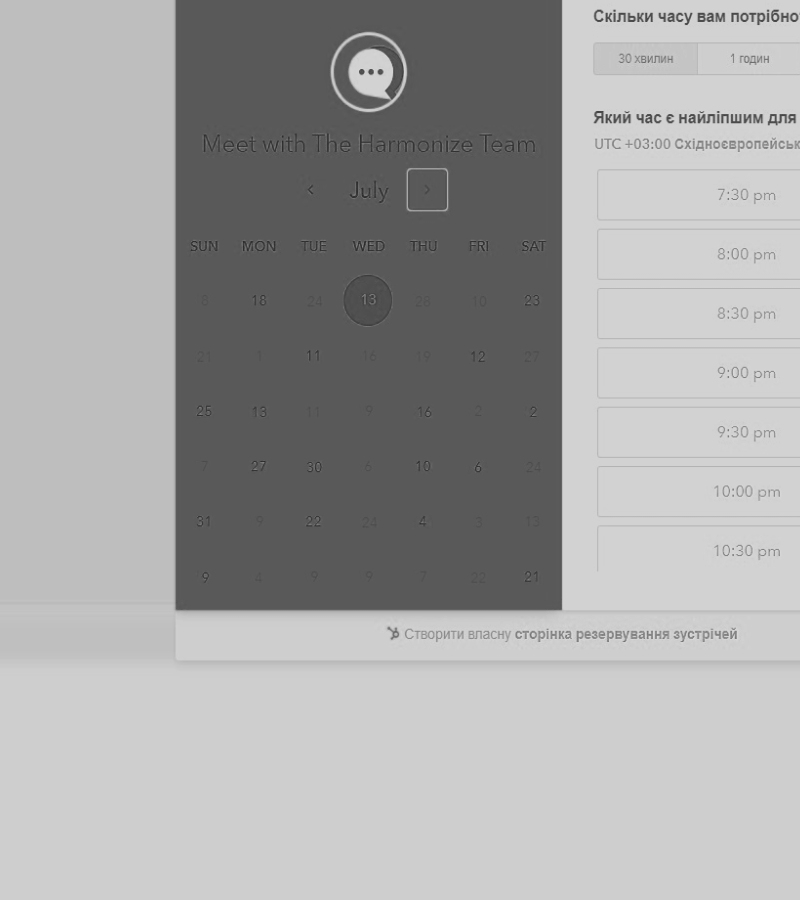 Meet with The Harmonize Team
July
SUN MON TUE WED THU FRI SAT
8 18 24 13 28 10 23
21 1 11 16 19 12 27
25 13 11 9 16 2 2
7 27 30 6 10 6 24
31 9 22 24 4 3 13
9 4 9 9 7 22 21
Скільки часу вам потрібно
30 хвилин 1 годин
Який час є найліпшим для
UTC +03:00 Східноєвропейськ
7:30 pm
8:00 pm
8:30 pm
9:00 pm
9:30 pm
10:00 pm
10:30 pm
Створити власну сторінка резервування зустрічей